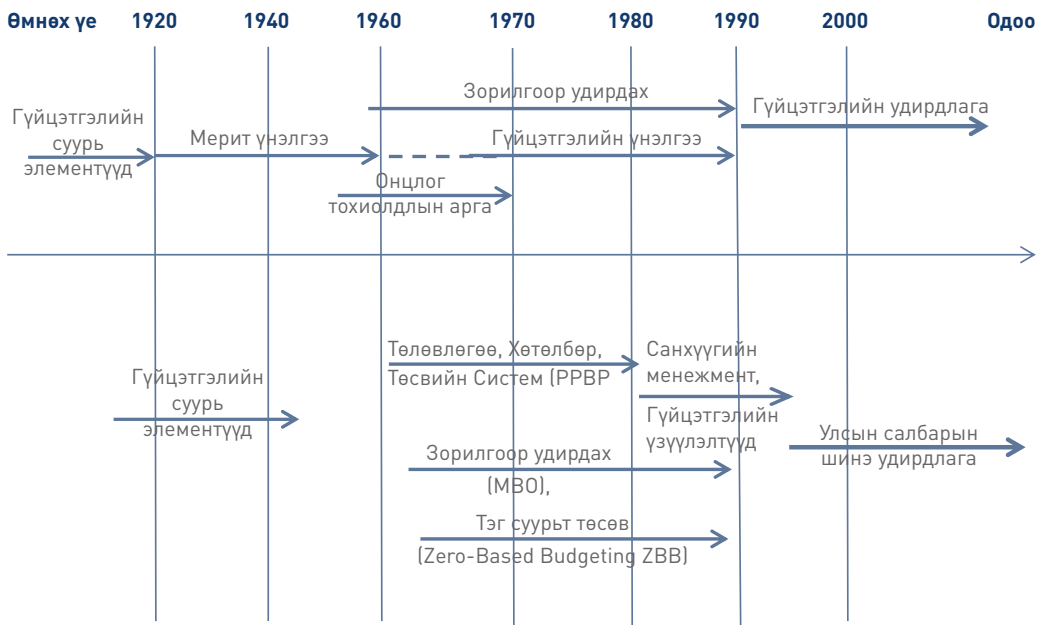 Өмнөх үе 1920 1940 1960 1970 1980 1990 2000 Одоо
Гүйцэтгэлийн
суурь
элементүүд
Мерит үнэлгээ
Зорилгоор удирдах
Гүйцэтгэлийн үнэлгээ
Онцлог
тохиолдлын арга
Гүйцэтгэлийн удирдлага
Гүйцэтгэлийн
суурь
элементүүд
Төлөвлөгөө, Хөтөлбөр,
Төсвийн Систем (PPBP
Зорилгоор удирдах
(MBO),
Тэг суурьт төсөв
(Zero-Based Budgeting ZBB)
Санхүүгийн
менежмент,
Гүйцэтгэлийн
үзүүлэлтүүд
Улсын салбарын
шинэ удирдлага